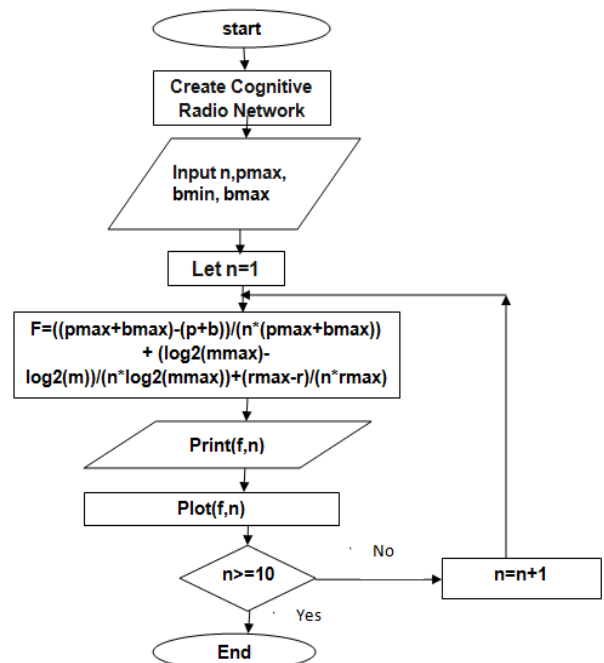 start
Create Cognitive
Radio Network
Input n,pmax,
bmin, bmax
Let n=1
F=((pmax+bmax)-(p+b))/(n*(pmax+bmax))
+ (log2(mmax)-
log2(m))/(n*log2(mmax))+(rmax-r)/(n*rmax)
Print(f,n)
Plot(f,n)
n>=10
No
n=n+1
Yes
End